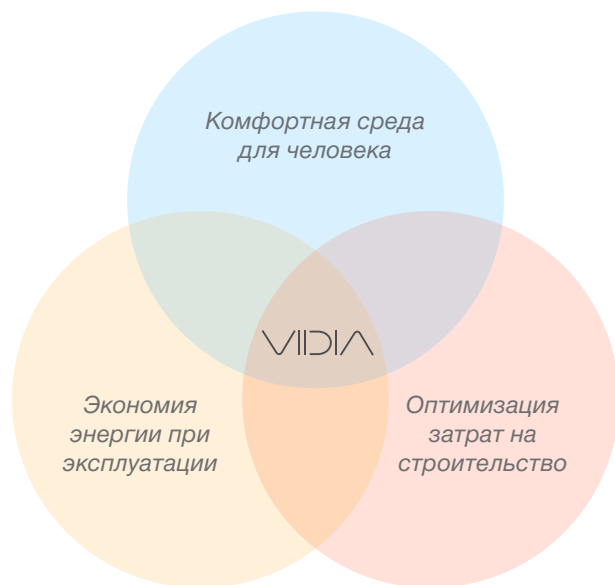 Комфортная среда
для человека
VIDIA
Экономия
энергии при
эксплуатации
Оптимизация
затрат на
строительство